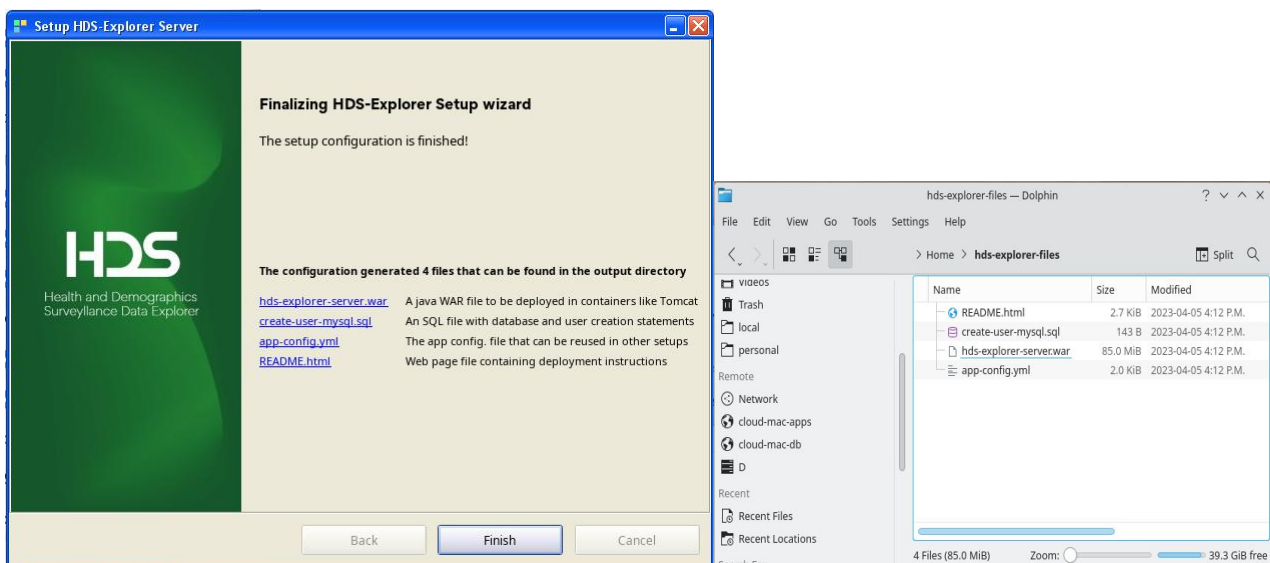 Setup HDS-Explorer Server
Finalizing HDS-Explorer Setup wizard
The setup configuration is finished!
HDS
Health and Demographics
Surveyllance Data Explorer
The configuration generated 4 files that can be found in the output directory
hds-explorer-server.war A java WAR file to be deployed in containers like Tomcat
create-user-mysql.sql An SQL file with database and user creation statements
app-config.yml The app config. file that can be reused in other setups
README.html Web page file containing deployment instructions
Back Finish Cancel
hds-explorer-files — Dolphin
File Edit View Go Tools Settings Help
> Home > hds-explorer-files Split
Videos
Trash
local
personal
Remote
Network
cloud-mac-apps
cloud-mac-db
D
Recent
Recent Files
Recent Locations
Name Size Modified
README.html 2.7 KiB 2023-04-05 4:12 P.M.
create-user-mysql.sql 143 B 2023-04-05 4:12 P.M.
hds-explorer-server.war 85.0 MiB 2023-04-05 4:12 P.M.
app-config.yml 2.0 KiB 2023-04-05 4:12 P.M.
4 Files (85.0 MiB) Zoom: 39.3 GiB free